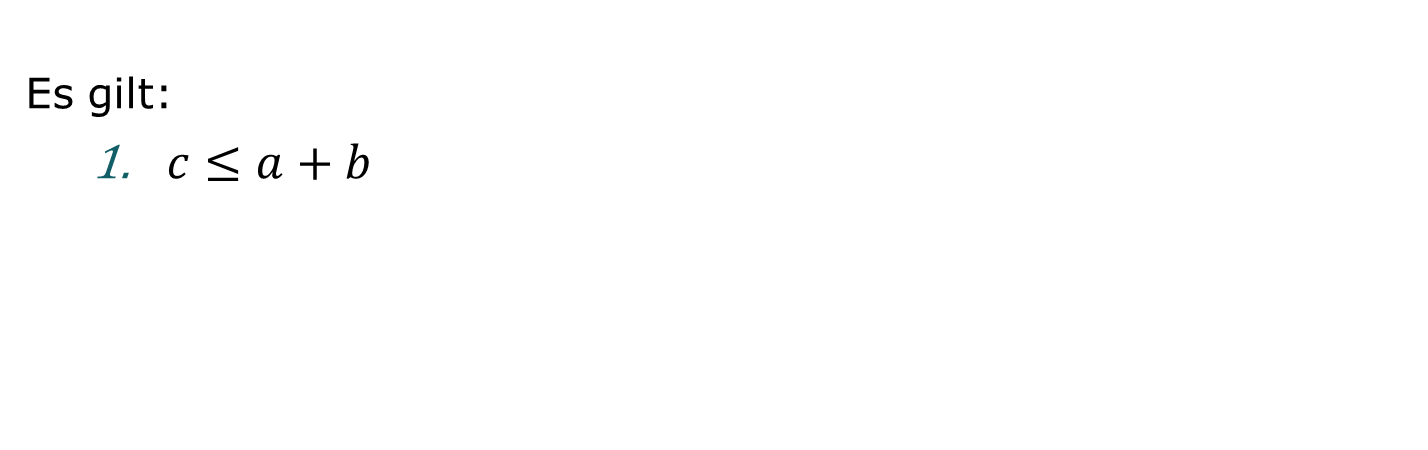 Es gilt:
1. c ≤ a + b